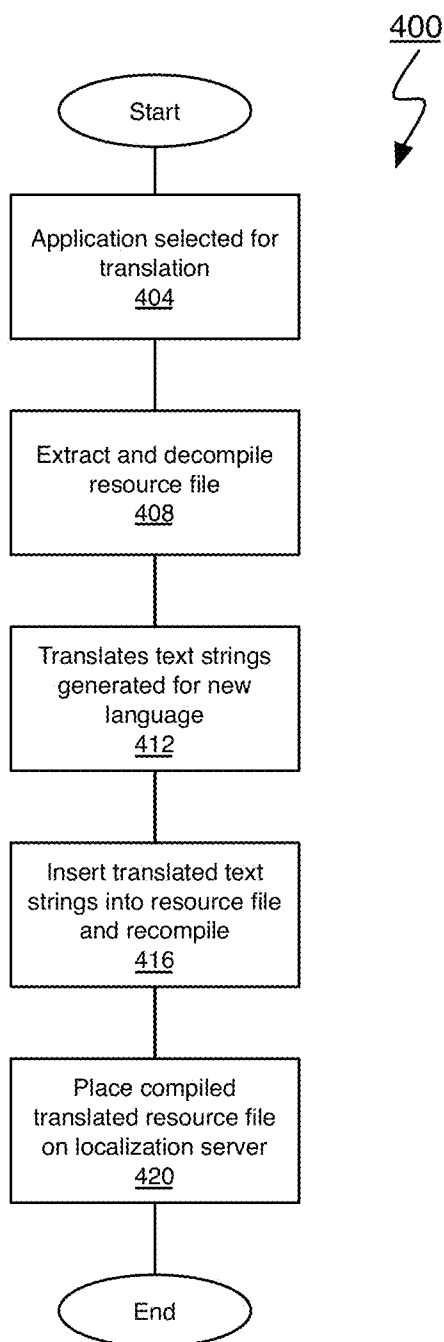 400
Start
Application selected for
translation
404
Extract and decompile
resource file
408
Translates text strings
generated for new
language
412
Insert translated text
strings into resource file
and recompile
416
Place compiled
translated resource file
on localization server
420
End